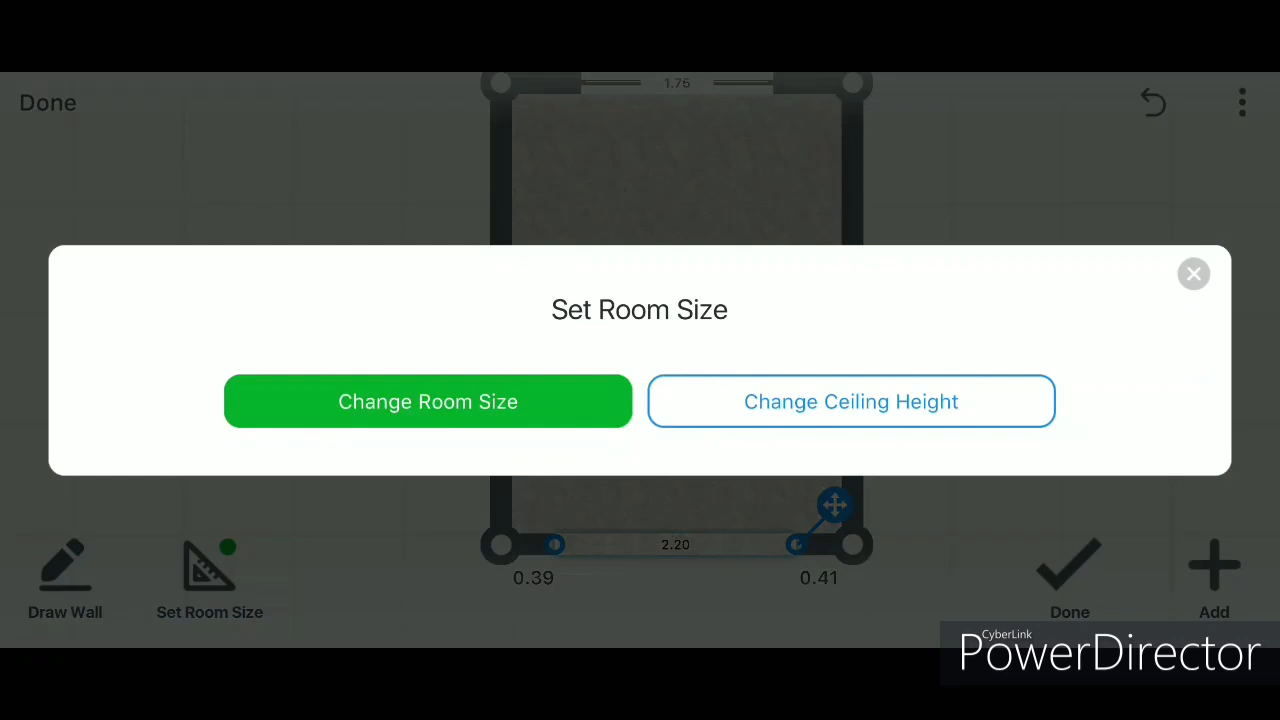 1.75
Done
Set Room Size
Change Room Size
Change Ceiling Height
2.20
0.39
0.41
Draw Wall
Set Room Size
Done
Add
CyberLink
PowerDirector